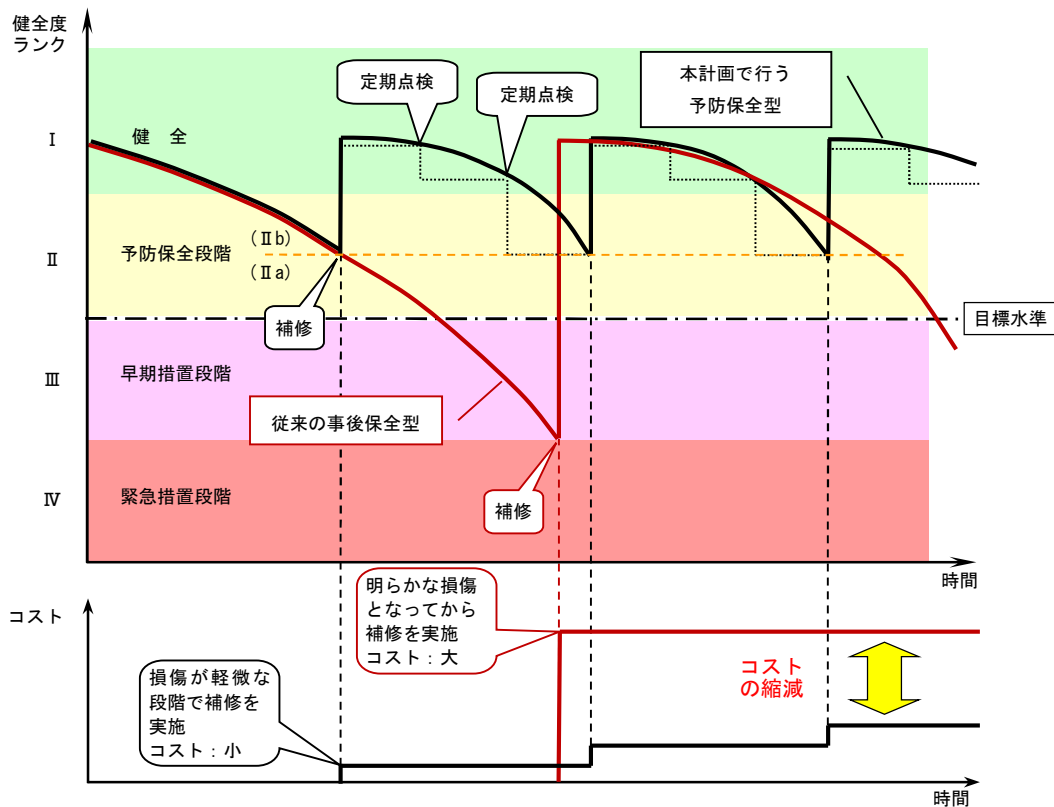 健全度
ランク
定期点検
定期点検
本計画で行う
予防保全型
Ⅰ
健 全
Ⅱ
予防保全段階
(Ⅱb)
(Ⅱa)
補修
目標水準
Ⅲ
早期措置段階
従来の事後保全型
Ⅳ
緊急措置段階
補修
時間
コスト
明らかな損傷
となってから
補修を実施
コスト：大
損傷が軽微な
段階で補修を
実施
コスト：小
コスト
の縮減
時間